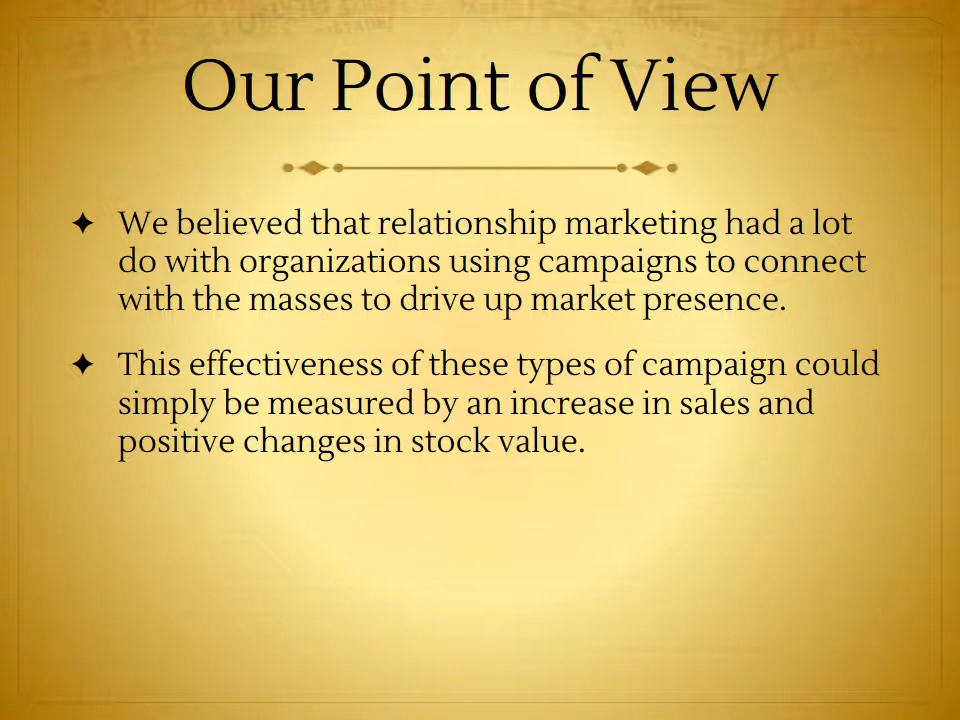 Our Point of View
✦ We believed that relationship marketing had a lot
do with organizations using campaigns to connect
with the masses to drive up market presence.
✦ This effectiveness of these types of campaign could
simply be measured by an increase in sales and
positive changes in stock value.